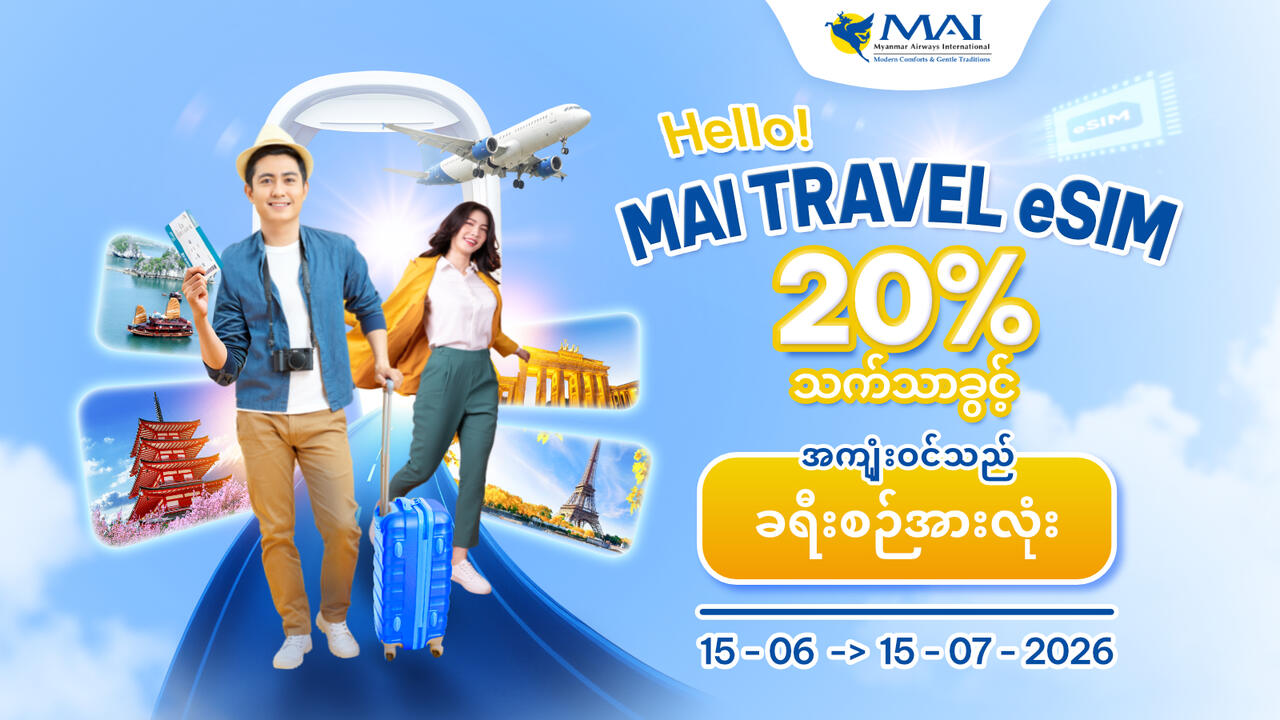 MAI
Myanmar Airways International
Modern Comforts & Gentle Traditions
eSIM
Hello!
MAI TRAVEL eSIM
20%
သက်သာခွင့်
အကျုံးဝင်သည်
ခရီးစဉ်အားလုံး
15 - 06 -> 15 - 07 - 2026